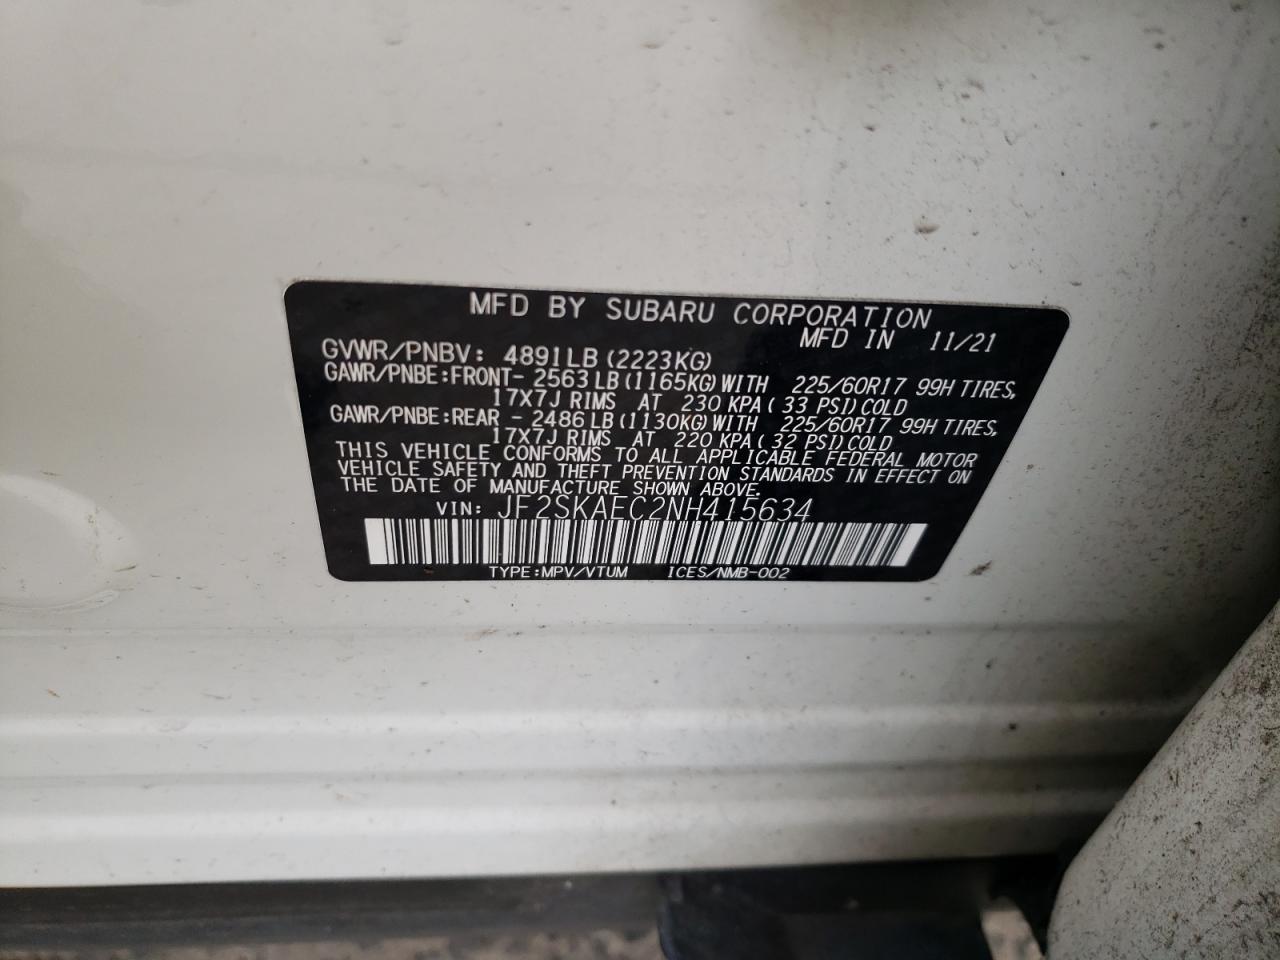 MFD BY SUBARU CORPORATION
MFD IN 11/21
GVWR/PNBV: 4891LB (2223KG)
GAWR/PNBE:FRONT- 2563LB (1165KG) WITH 225/60R17 99H TIRES,
17X7J RIMS AT 230 KPA( 33 PSI)COLD
GAWR/PNBE:REAR - 2486LB (1130KG) WITH 225/60R17 99H TIRES,
17X7J RIMS AT 220 KPA( 32 PSI)COLD
THIS VEHICLE CONFORMS TO ALL APPLICABLE FEDERAL MOTOR
VEHICLE SAFETY AND THEFT PREVENTION STANDARDS IN EFFECT ON
THE DATE OF MANUFACTURE SHOWN ABOVE.
VIN: JF2SKAEC2NH415634
TYPE:MPV/VTUM ICES/NMB-002